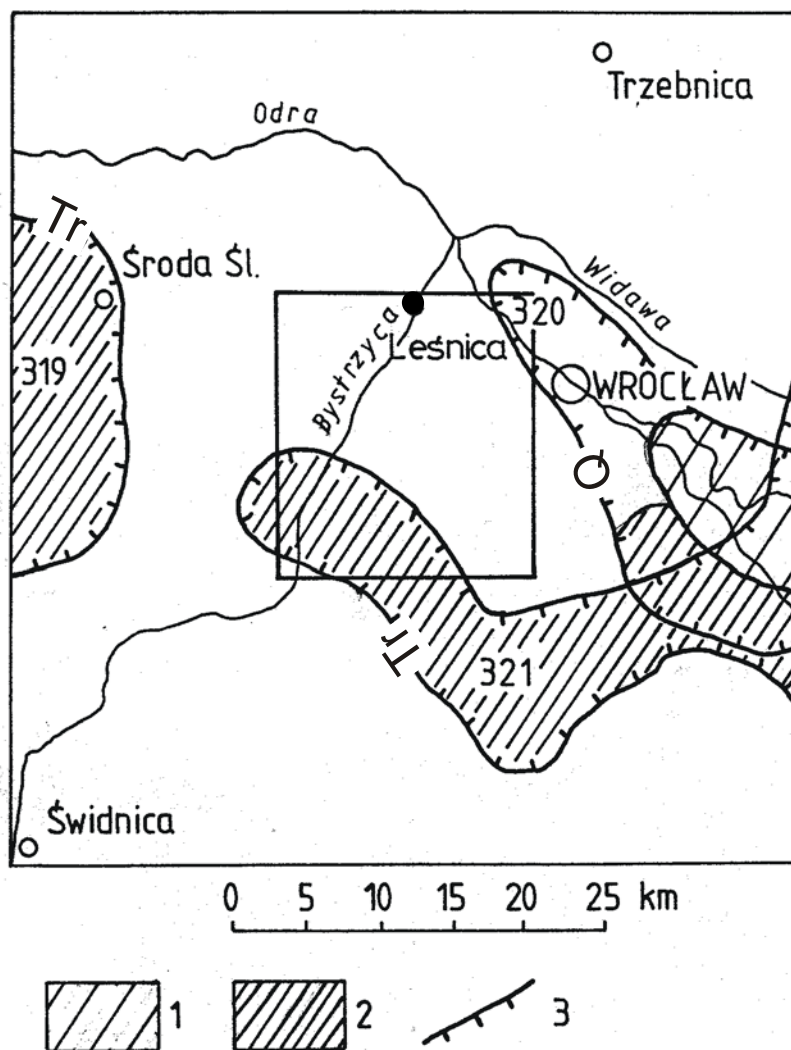 Trzebnica
Odra
Tr
Środa Śl.
Widawa
320
Bystrzyca
Leśnica
319
WROCŁAW
Q
Tr
321
Świdnica
0 5 10 15 20 25 km
1 2 3